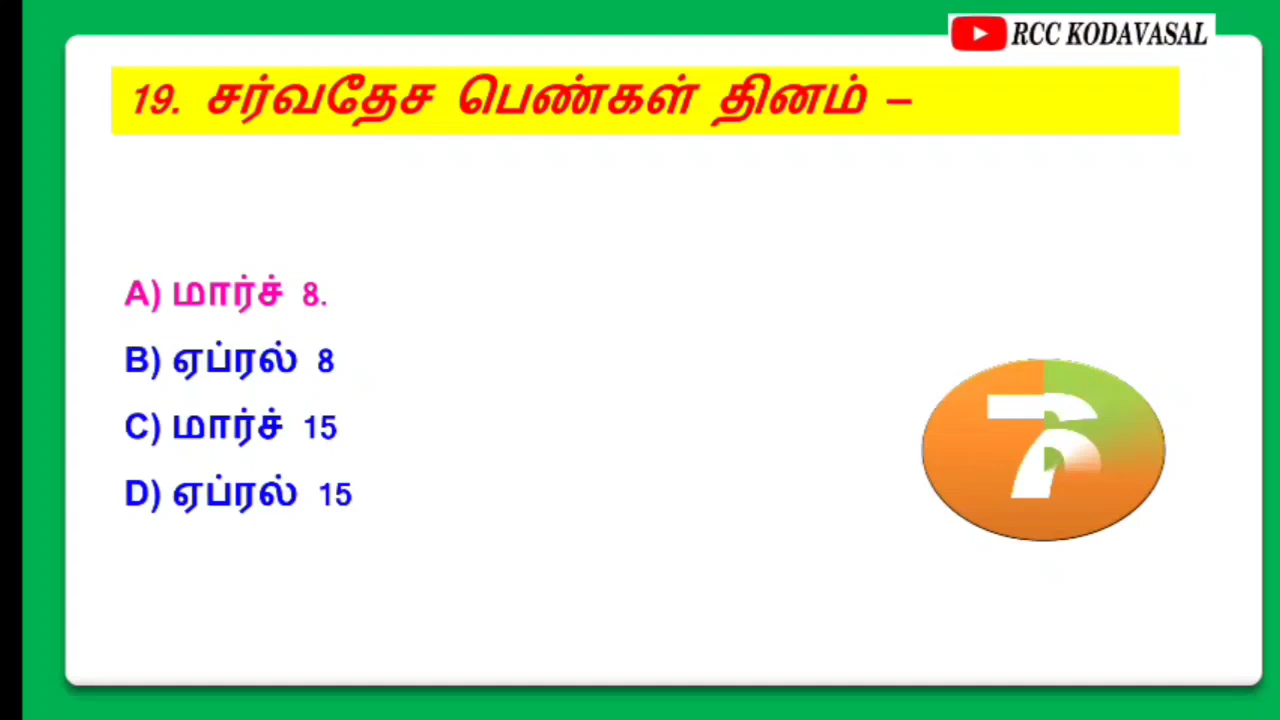 RCC KODAVASAL
19. சர்வதேச பெண்கள் தினம் –
A) மார்ச் 8.
B) ஏப்ரல் 8
C) மார்ச் 15
D) ஏப்ரல் 15